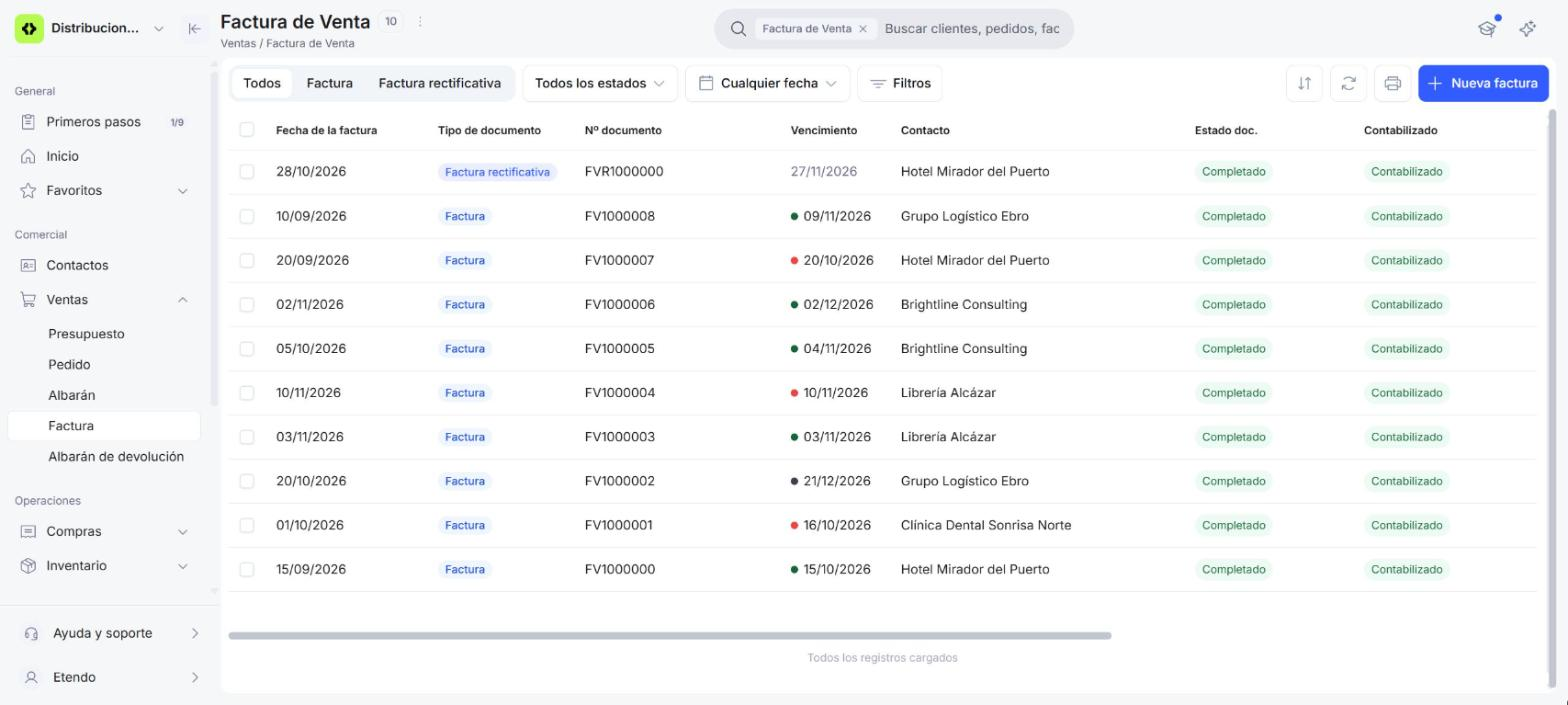 Distribucion...
Factura de Venta 10
Ventas / Factura de Venta
Factura de Venta Buscar clientes, pedidos, fac
General
Primeros pasos 1/9
Inicio
Favoritos
Comercial
Contactos
Ventas
Presupuesto
Pedido
Albarán
Factura
Albarán de devolución
Operaciones
Compras
Inventario
Ayuda y soporte
Etendo
Todos Factura Factura rectificativa Todos los estados Cualquier fecha Filtros Nueva factura
Fecha de la factura Tipo de documento Nº documento Vencimiento Contacto Estado doc. Contabilizado
28/10/2026 Factura rectificativa FVR1000000 27/11/2026 Hotel Mirador del Puerto Completado Contabilizado
10/09/2026 Factura FV1000008 09/11/2026 Grupo Logístico Ebro Completado Contabilizado
20/09/2026 Factura FV1000007 20/10/2026 Hotel Mirador del Puerto Completado Contabilizado
02/11/2026 Factura FV1000006 02/12/2026 Brightline Consulting Completado Contabilizado
05/10/2026 Factura FV1000005 04/11/2026 Brightline Consulting Completado Contabilizado
10/11/2026 Factura FV1000004 10/11/2026 Librería Alcázar Completado Contabilizado
03/11/2026 Factura FV1000003 03/11/2026 Librería Alcázar Completado Contabilizado
20/10/2026 Factura FV1000002 21/12/2026 Grupo Logístico Ebro Completado Contabilizado
01/10/2026 Factura FV1000001 16/10/2026 Clínica Dental Sonrisa Norte Completado Contabilizado
15/09/2026 Factura FV1000000 15/10/2026 Hotel Mirador del Puerto Completado Contabilizado
Todos los registros cargados